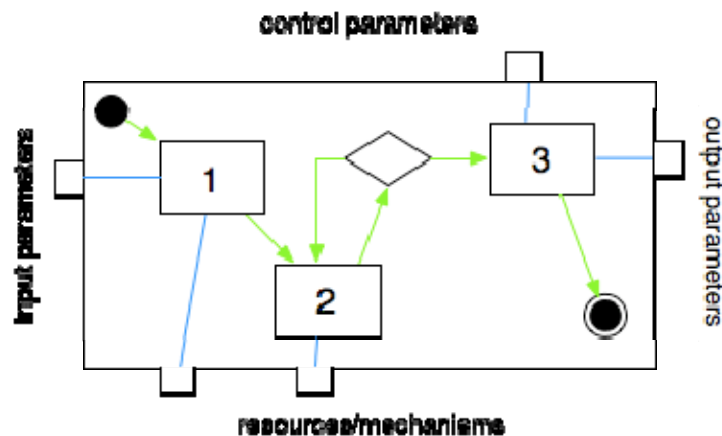 control parameters
Input parameters
1
2
3
output parameters
resources/mechanisms